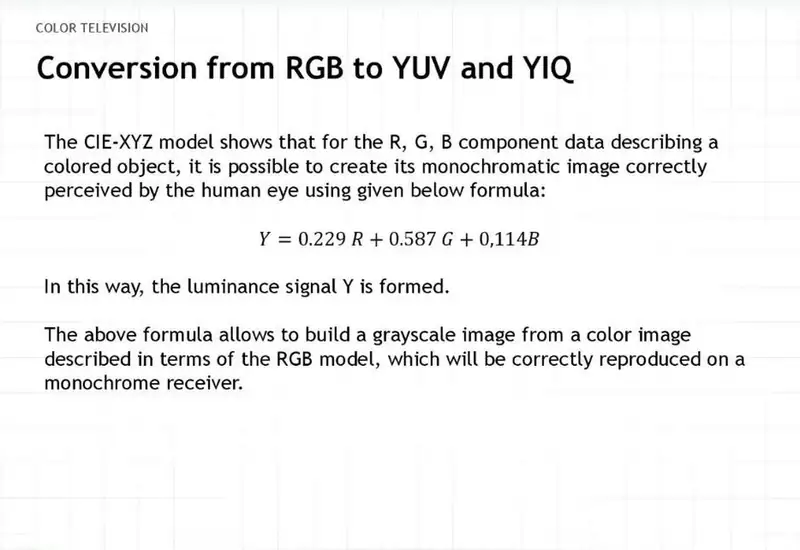 COLOR TELEVISION
Conversion from RGB to YUV and YIQ
The CIE-XYZ model shows that for the R, G, B component data describing a
colored object, it is possible to create its monochromatic image correctly
perceived by the human eye using given below formula:
Y = 0.229 R + 0.587 G + 0,114B
In this way, the luminance signal Y is formed.
The above formula allows to build a grayscale image from a color image
described in terms of the RGB model, which will be correctly reproduced on a
monochrome receiver.